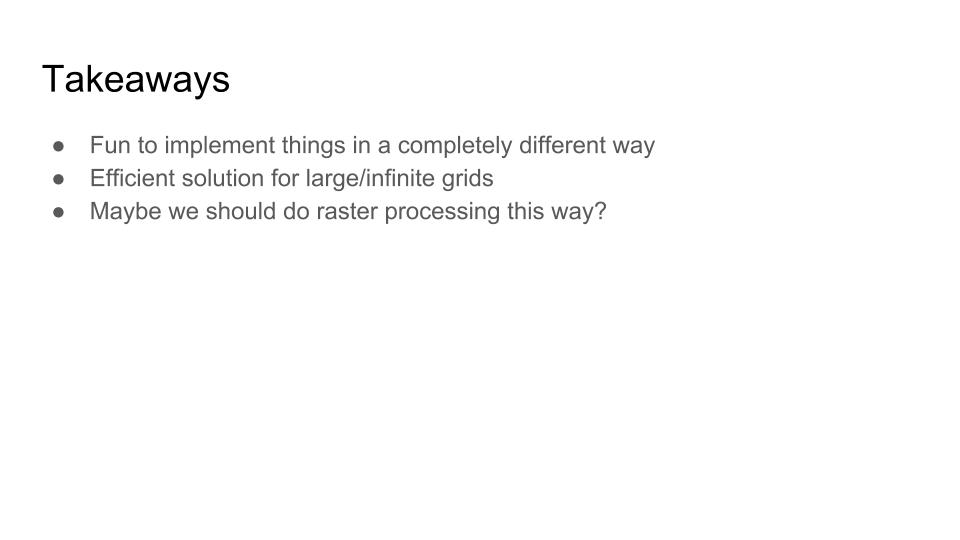 Takeaways
● Fun to implement things in a completely different way
● Efficient solution for large/infinite grids
● Maybe we should do raster processing this way?